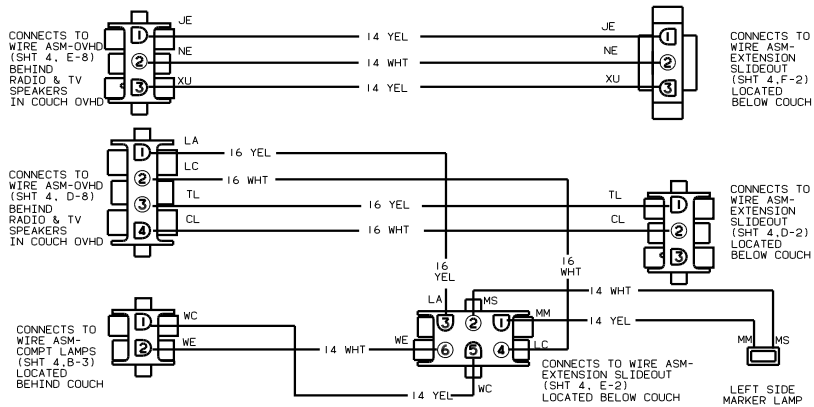 JE
JE
CONNECTS TO
WIRE ASM-OVHD
(SHT 4, E-8)
BEHIND
RADIO & TV
SPEAKERS
IN COUCH OVHD
1
2
3
NE
XU
14 YEL
14 WHT
14 YEL
NE
XU
1
2
3
CONNECTS TO
WIRE ASM-
EXTENSION
SLIDEOUT
(SHT 4,F-2)
LOCATED
BELOW COUCH
CONNECTS TO
WIRE ASM-OVHD
(SHT 4, D-8)
BEHIND
RADIO & TV
SPEAKERS
IN COUCH OVHD
1
2
3
4
LA
LC
TL
CL
16 YEL
16 WHT
16 YEL
16 WHT
TL
CL
1
2
3
CONNECTS TO
WIRE ASM-
EXTENSION
SLIDEOUT
(SHT 4,D-2)
LOCATED
BELOW COUCH
16
YEL
16
WHT
CONNECTS TO
WIRE ASM-
COMPT LAMPS
(SHT 4,B-3)
LOCATED
BEHIND COUCH
1
2
WC
WE
14 WHT
14 YEL
LA
MS
MM
WE
LC
WC
3
2
1
6
5
4
14 WHT
14 YEL
MM
MS
CONNECTS TO WIRE ASM-
EXTENSION SLIDEOUT
(SHT 4, E-2)
LOCATED BELOW COUCH
LEFT SIDE
MARKER LAMP